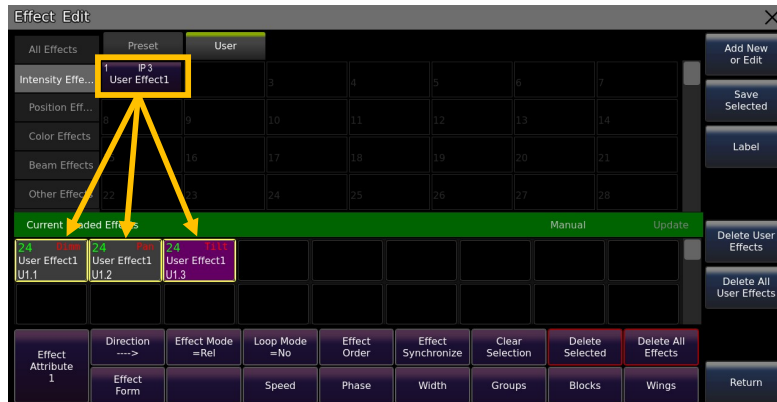 Effect Edit
X
All Effects
Preset
User
Add New
or Edit
Intensity Effe...
1 IP 3
User Effect1
3 4 5 6 7
Save
Selected
Position Eff...
8 9 10 11 12 13 14
Color Effects
Label
Beam Effects
16 17 18 19 20 21
Other Effects
22 23 24 25 26 27 28
Current Loaded Effects
Manual
Update
Delete User
Effects
24 Dimm
User Effect1
U1.1
24 Pan
User Effect1
U1.2
24 Tilt
User Effect1
U1.3
Delete All
User Effects
Effect
Attribute
1
Direction
---->
Effect Mode
=Rel
Loop Mode
=No
Effect
Order
Effect
Synchronize
Clear
Selection
Delete
Selected
Delete All
Effects
Effect
Form
Speed
Phase
Width
Groups
Blocks
Wings
Return